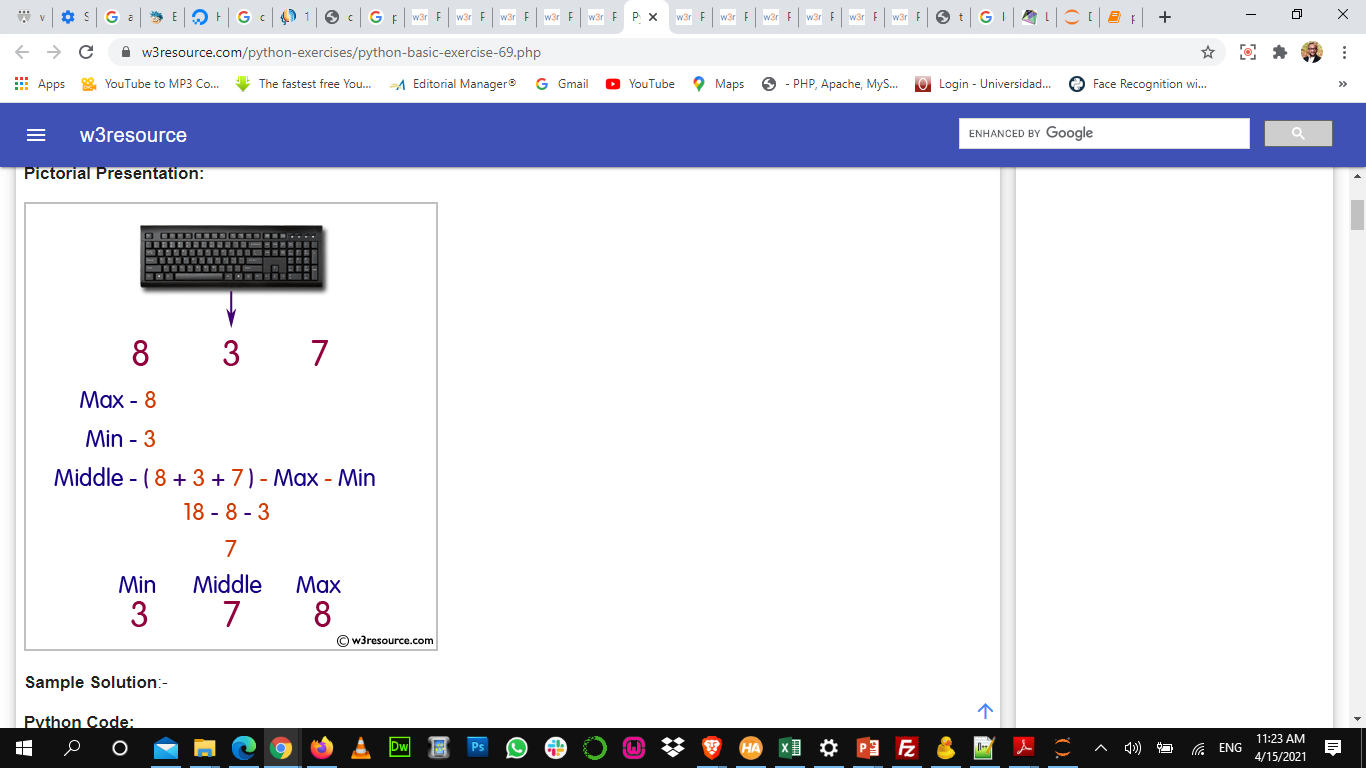 w3resource.com/python-exercises/python-basic-exercise-69.php
Apps YouTube to MP3 Co... The fastest free You... Editorial Manager® Gmail YouTube Maps - PHP, Apache, MyS... Login - Universidad... Face Recognition wi... »
w3resource
ENHANCED BY Google
Pictorial Presentation:
8 3 7
Max - 8
Min - 3
Middle - ( 8 + 3 + 7 ) - Max - Min
18 - 8 - 3
7
Min Middle Max
3 7 8
© w3resource.com
Sample Solution:-
Python Code:
ENG
11:23 AM
4/15/2021